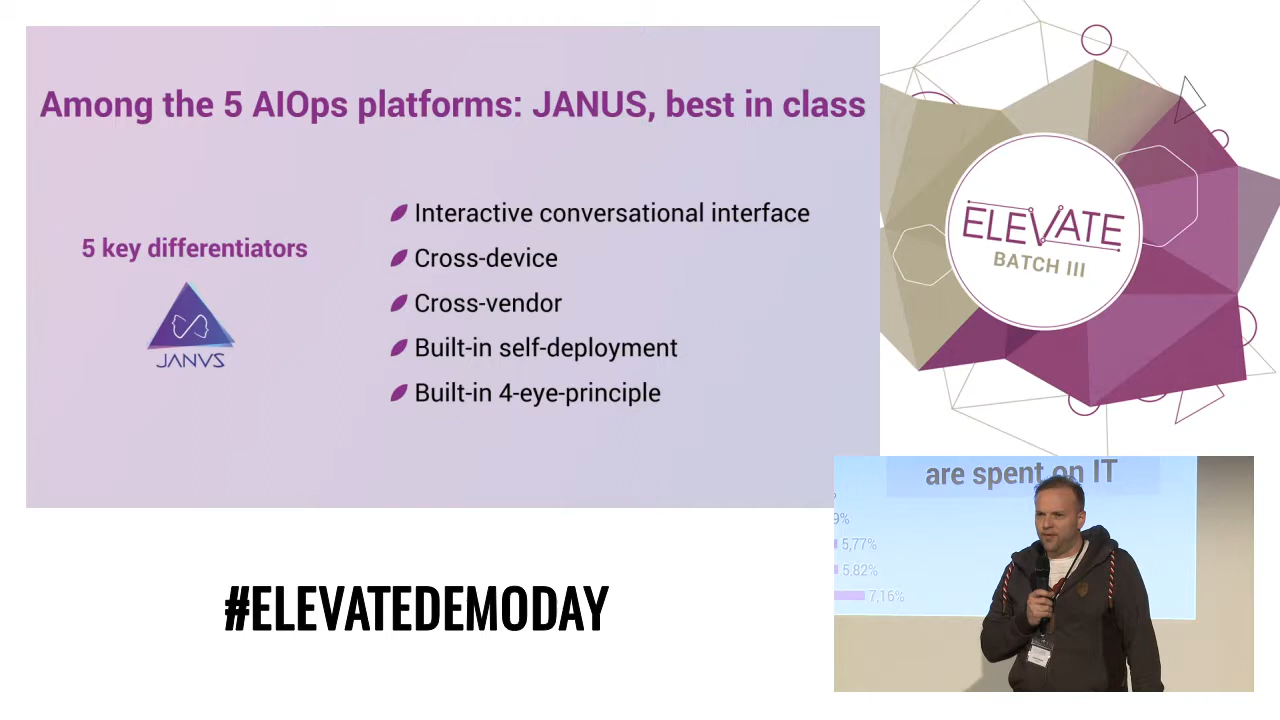 Among the 5 AIOps platforms: JANUS, best in class
5 key differentiators
JANVS
Interactive conversational interface
Cross-device
Cross-vendor
Built-in self-deployment
Built-in 4-eye-principle
ELEVATE
BATCH III
are spent on IT
9%
5,77%
5.82%
7,16%
#ELEVATEDEMODAY